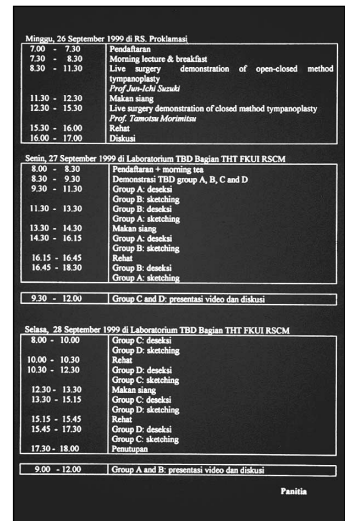 Minggu, 26 September 1999 di RS. Proklamasi
7.00 - 7.30 Pendaftaran
7.30 - 8.30 Morning lecture & breakfast
8.30 - 11.30 Live surgery demonstration of open-closed method
tympanoplasty
Prof Jun-Ichi Suzuki
11.30 - 12.30 Makan siang
12.30 - 15.30 Live surgery demonstration of closed method tympanoplasty
Prof. Tamotsu Morimitsu
15.30 - 16.00 Rehat
16.00 - 17.00 Diskusi
Senin, 27 September 1999 di Laboratorium TBD Bagian THT FKUI RSCM
8.00 - 8.30 Pendaftaran + morning tea
8.30 - 9.30 Demonstrasi TBD group A, B, C and D
9.30 - 11.30 Group A: deseksi
Group B: sketching
11.30 - 13.30 Group B: deseksi
Group A: sketching
13.30 - 14.30 Makan siang
14.30 - 16.15 Group A: deseksi
Group B: sketching
16.15 - 16.45 Rehat
16.45 - 18.30 Group B: deseksi
Group A: sketching
9.30 - 12.00 Group C and D: presentasi video dan diskusi
Selasa, 28 September 1999 di Laboratorium TBD Bagian THT FKUI RSCM
8.00 - 10.00 Group C: deseksi
Group D: sketching
10.00 - 10.30 Rehat
10.30 - 12.30 Group D: deseksi
Group C: sketching
12.30 - 13.30 Makan siang
13.30 - 15.15 Group C: deseksi
Group D: sketching
15.15 - 15.45 Rehat
15.45 - 17.30 Group D: deseksi
Group C: sketching
17.30 - 18.00 Penutupan
9.00 - 12.00 Group A and B: presentasi video dan diskusi
Panitia